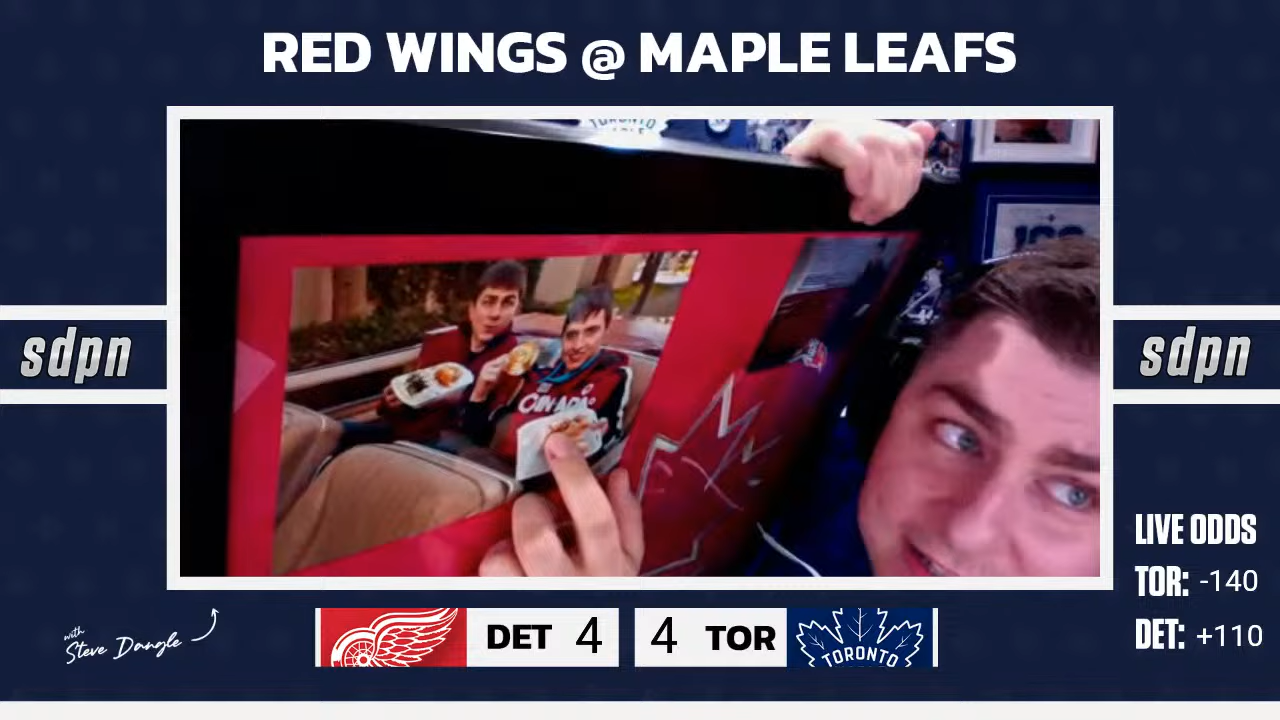 RED WINGS @ MAPLE LEAFS
TORONTO
sdpn
sdpn
CANADA
LIVE ODDS
TOR: -140
DET: +110
with
Steve Dangle
DET 4
4 TOR
TORONTO